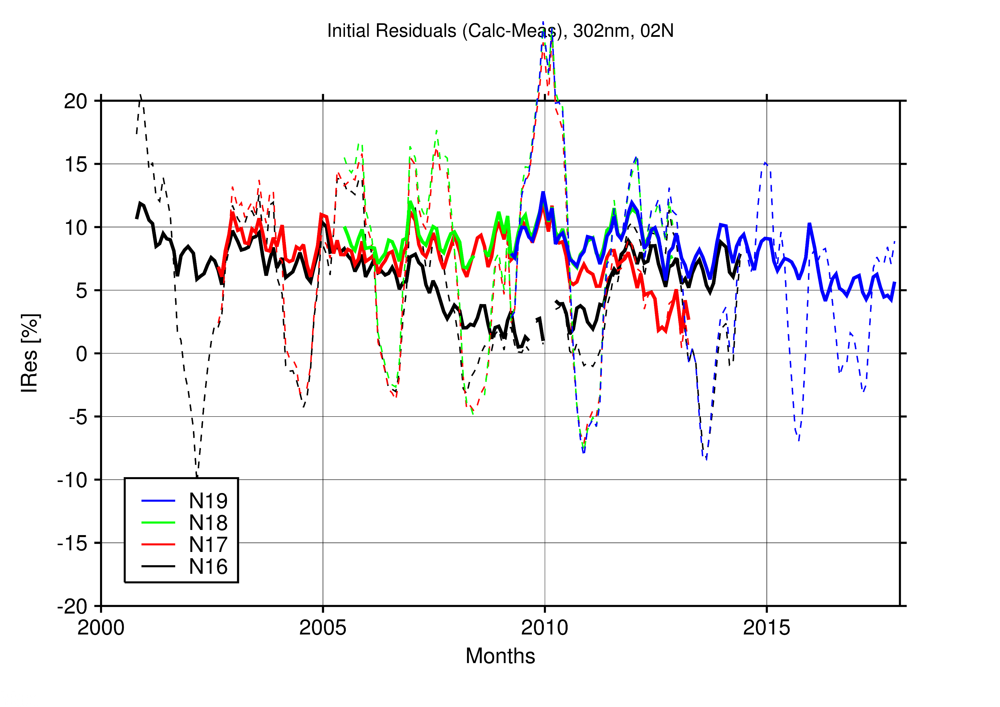 Initial Residuals (Calc-Meas), 302nm, 02N
20
15
10
5
0
-5
-10
-15
-20
IRes [%]
N19
N18
N17
N16
2000 2005 2010 2015
Months